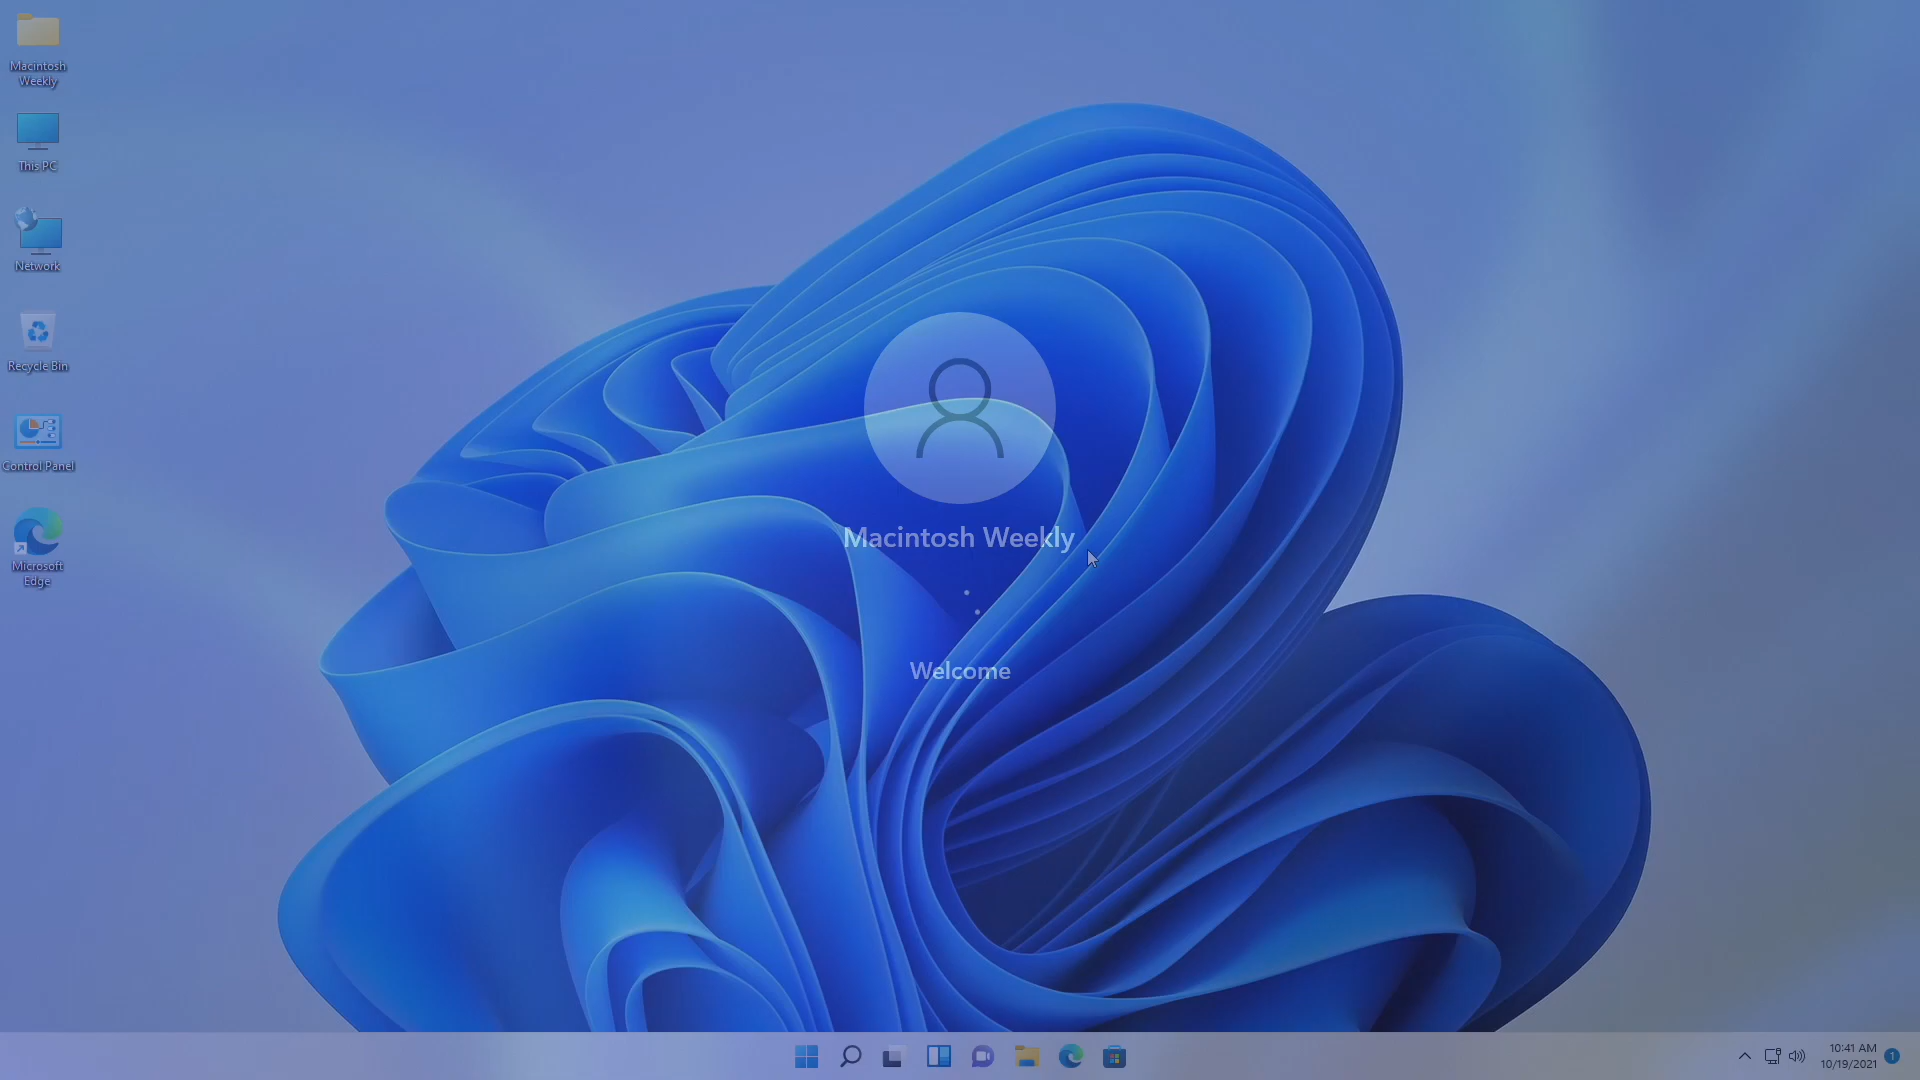 Macintosh
Weekly
This PC
Network
Recycle Bin
Control Panel
Microsoft
Edge
Macintosh Weekly
Welcome
10:41 AM
10/19/2021
1